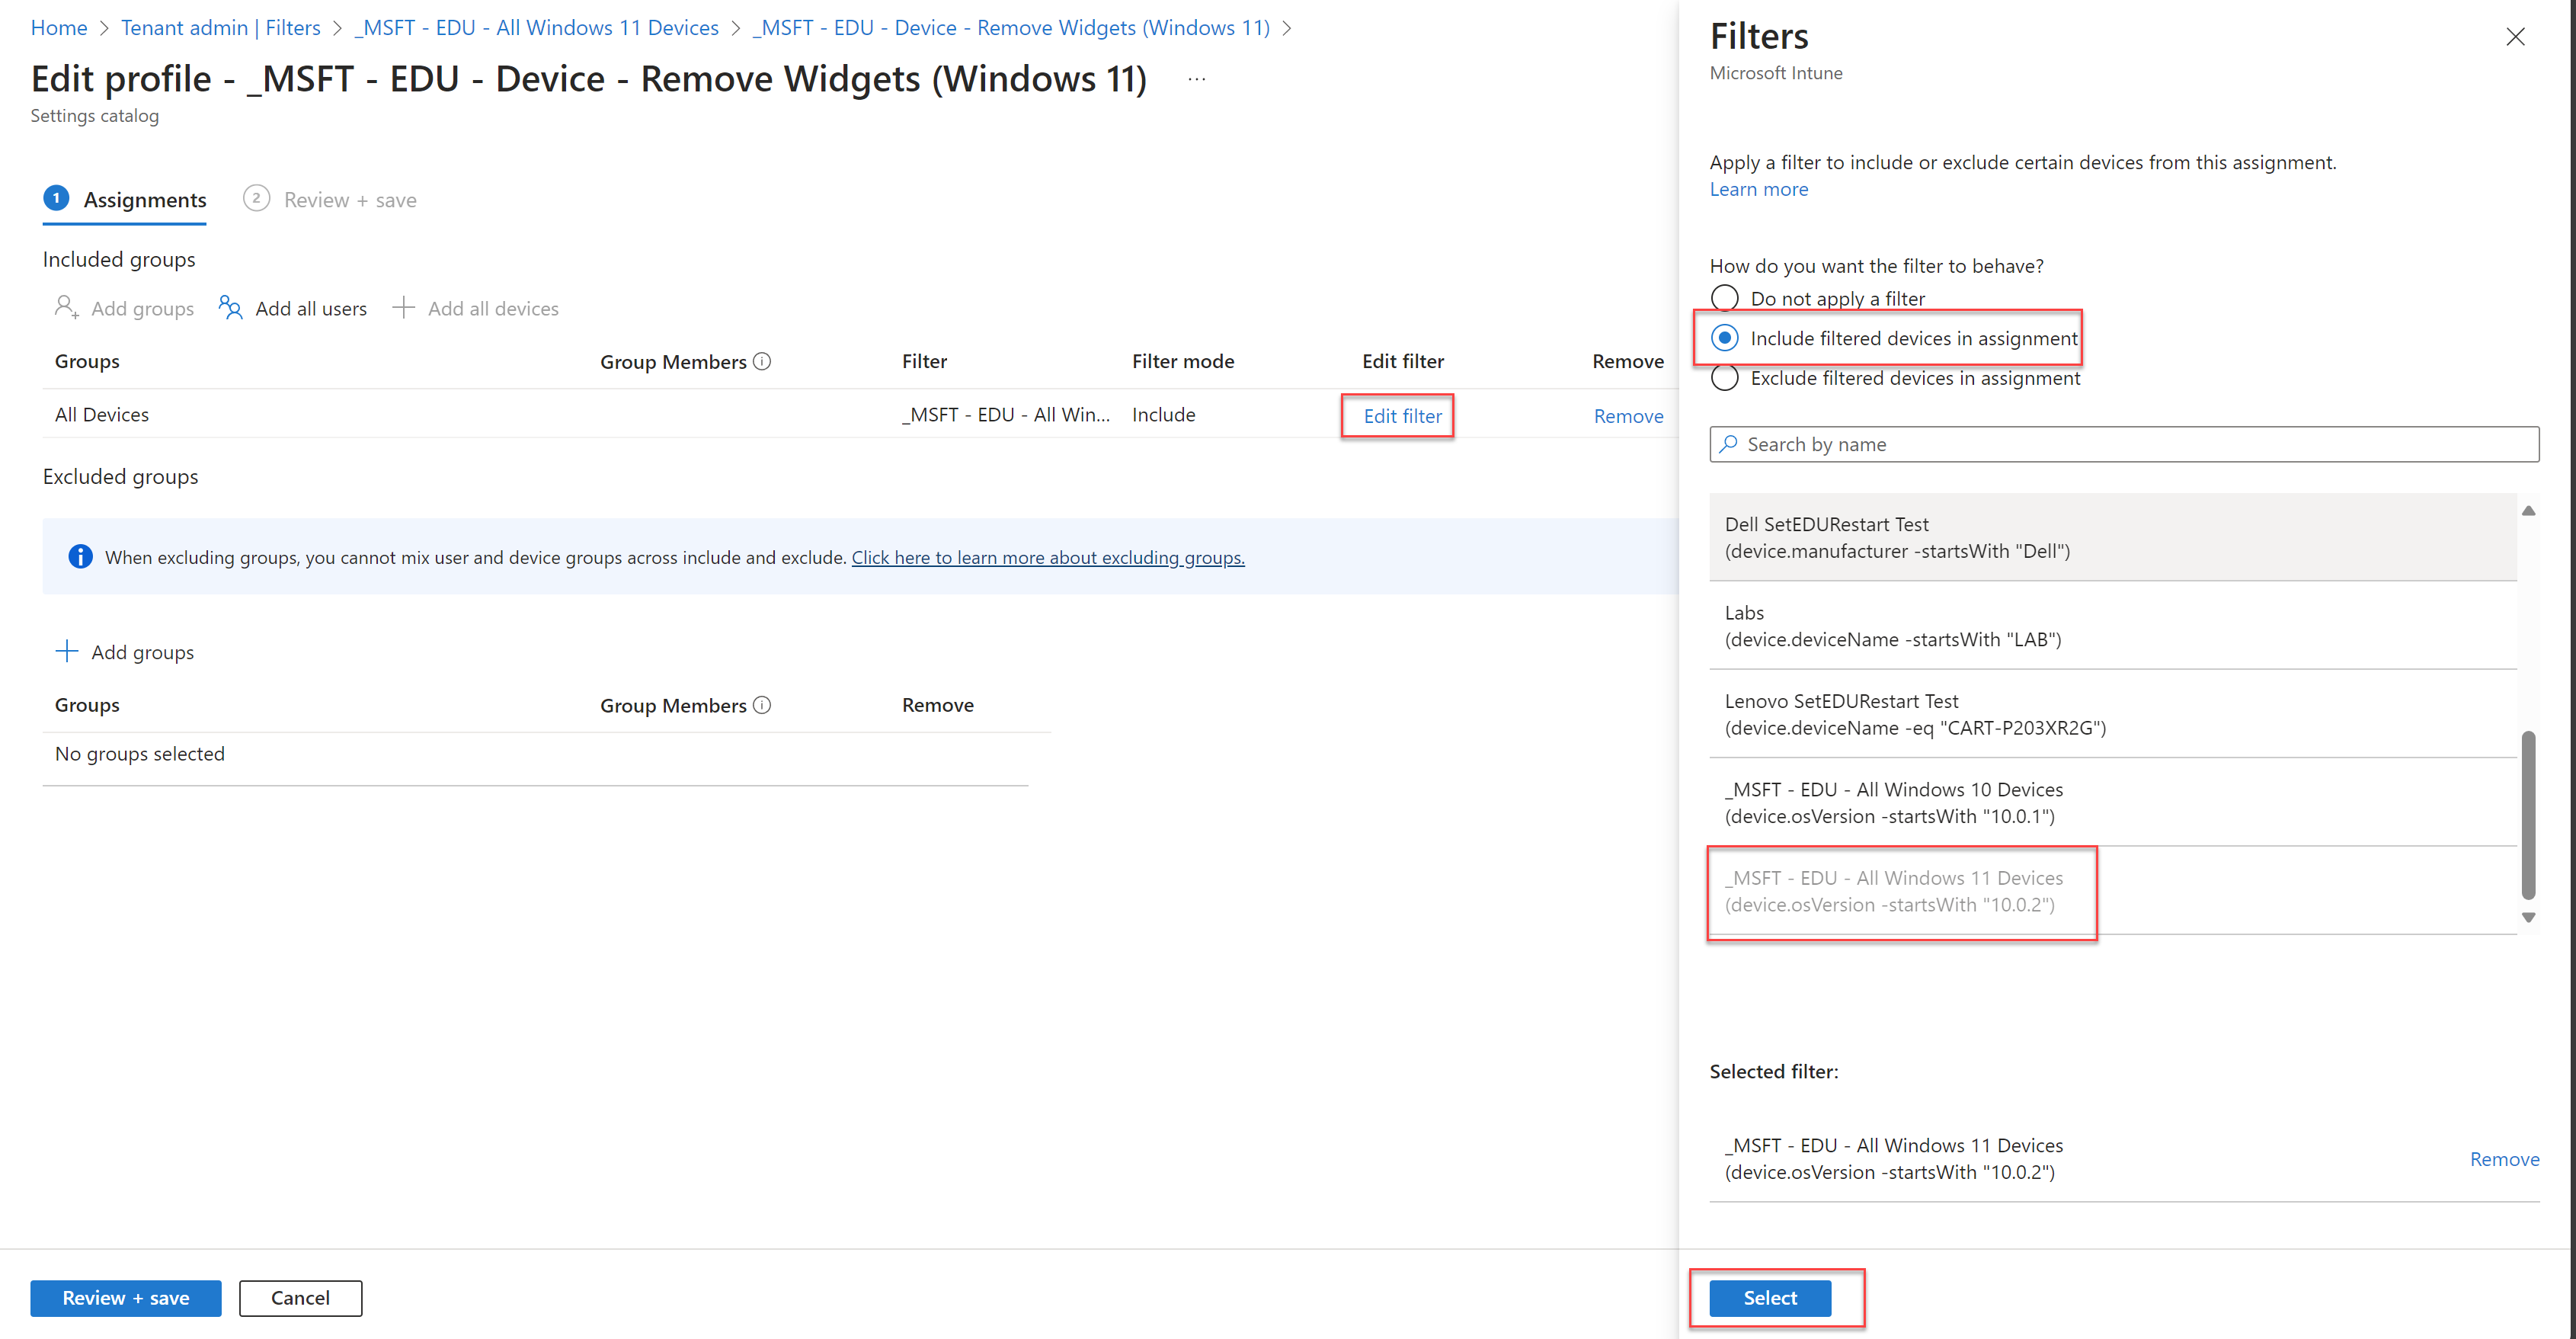 Home > Tenant admin | Filters > _MSFT - EDU - All Windows 11 Devices > _MSFT - EDU - Device - Remove Widgets (Windows 11) >
Edit profile - _MSFT - EDU - Device - Remove Widgets (Windows 11) ...
Settings catalog
1 Assignments 2 Review + save
Included groups
Add groups Add all users Add all devices
Groups Group Members Filter Filter mode Edit filter Remove
All Devices _MSFT - EDU - All Win... Include Edit filter Remove
Excluded groups
When excluding groups, you cannot mix user and device groups across include and exclude. Click here to learn more about excluding groups.
Add groups
Groups Group Members Remove
No groups selected
Review + save Cancel
Filters
Microsoft Intune
Apply a filter to include or exclude certain devices from this assignment.
Learn more
How do you want the filter to behave?
Do not apply a filter
Include filtered devices in assignment
Exclude filtered devices in assignment
Search by name
Dell SetEDURestart Test
(device.manufacturer -startsWith "Dell")
Labs
(device.deviceName -startsWith "LAB")
Lenovo SetEDURestart Test
(device.deviceName -eq "CART-P203XR2G")
_MSFT - EDU - All Windows 10 Devices
(device.osVersion -startsWith "10.0.1")
_MSFT - EDU - All Windows 11 Devices
(device.osVersion -startsWith "10.0.2")
Selected filter:
_MSFT - EDU - All Windows 11 Devices
(device.osVersion -startsWith "10.0.2")
Remove
Select